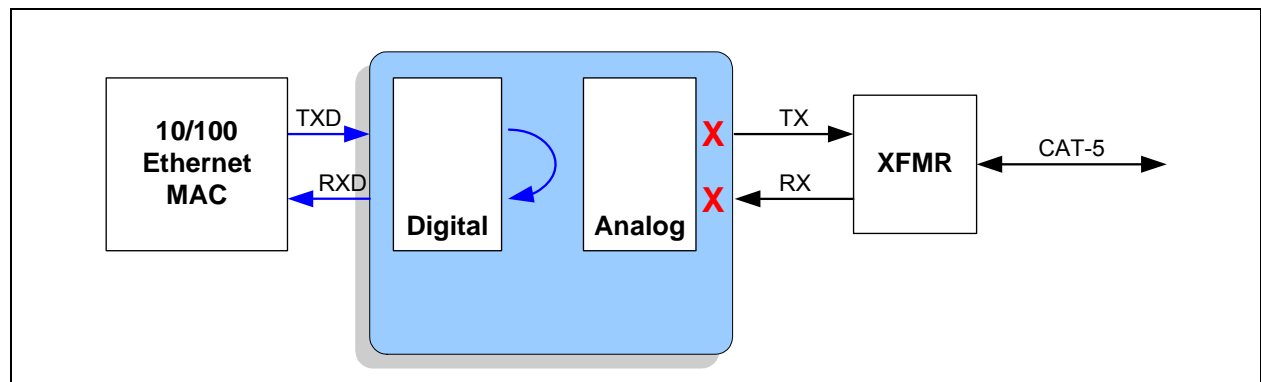 10/100
Ethernet
MAC
TXD
RXD
Digital
Analog
X
X
TX
RX
XFMR
CAT-5